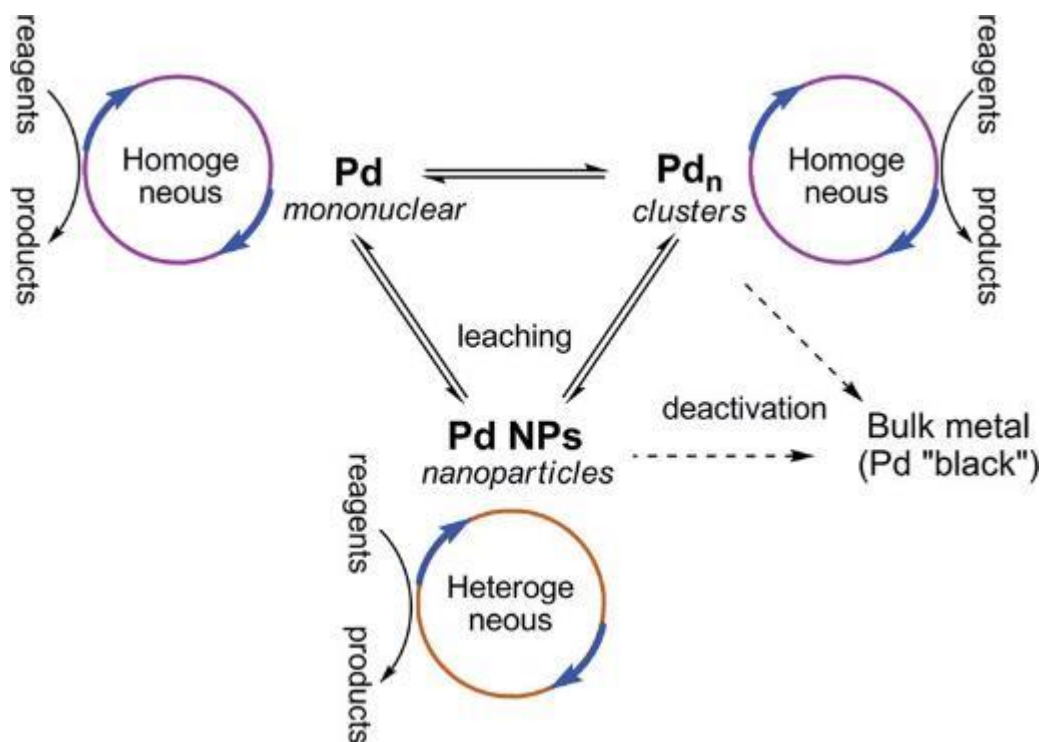 reagents
products
Homoge
neous
Pd
mononuclear
Pdₙ
clusters
Homoge
neous
reagents
products
leaching
Pd NPs
nanoparticles
deactivation
Bulk metal
(Pd "black")
reagents
products
Heteroge
neous